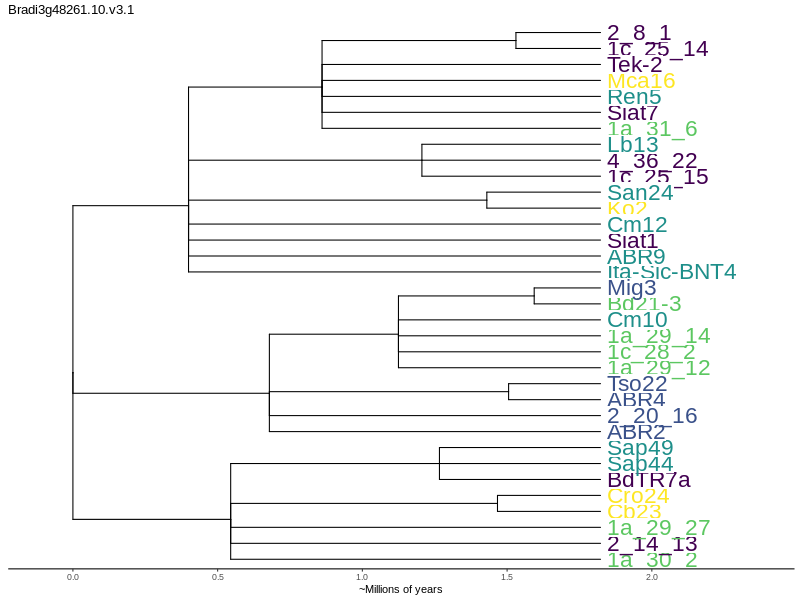 Bradi3g48261.10.v3.1
2_8_1
1c_25_14
Tek-2
Mca16
Ren5
Siat7
1a_31_6
Lb13
4_36_22
1c_25_15
San24
Ko2
Cm12
Siat1
ABR9
Ita-Sic-BNT4
Mig3
Bd21-3
Cm10
1a_29_14
1c_28_2
1a_29_12
Tso22
ABR4
2_20_16
ABR2
Sap49
Sap44
BdTR7a
Cro24
Cb23
1a_29_27
2_14_13
1a_30_2
0.0 0.5 1.0 1.5 2.0
~Millions of years